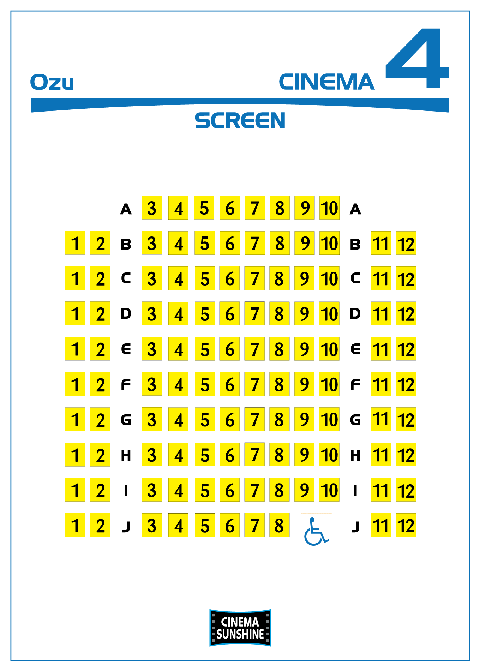 4
Ozu CINEMA
SCREEN
A 3 4 5 6 7 8 9 10 A
1 2 B 3 4 5 6 7 8 9 10 B 11 12
1 2 C 3 4 5 6 7 8 9 10 C 11 12
1 2 D 3 4 5 6 7 8 9 10 D 11 12
1 2 E 3 4 5 6 7 8 9 10 E 11 12
1 2 F 3 4 5 6 7 8 9 10 F 11 12
1 2 G 3 4 5 6 7 8 9 10 G 11 12
1 2 H 3 4 5 6 7 8 9 10 H 11 12
1 2 I 3 4 5 6 7 8 9 10 I 11 12
1 2 J 3 4 5 6 7 8 J 11 12
CINEMA
SUNSHINE